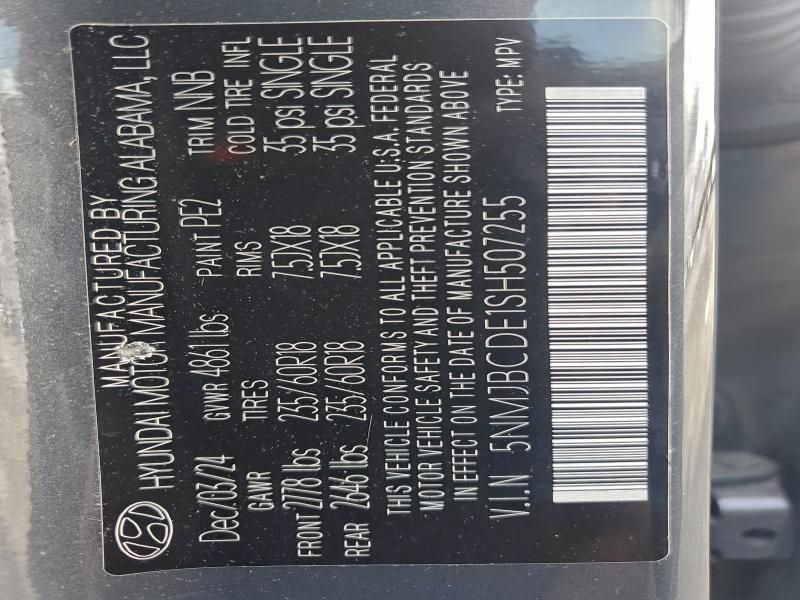 MANUFACTURED BY
HYUNDAI MOTOR MANUFACTURING ALABAMA, LLC
Dec/03/24 GVWR 4861 lbs PAINT PE2 TRIM NNB
GAWR TIRES RIMS COLD TIRE INFL
FRONT 2778 lbs 235/60R18 7.5JX18 35 psi SINGLE
REAR 2646 lbs 235/60R18 7.5JX18 35 psi SINGLE
THIS VEHICLE CONFORMS TO ALL APPLICABLE U.S.A. FEDERAL
MOTOR VEHICLE SAFETY AND THEFT PREVENTION STANDARDS
IN EFFECT ON THE DATE OF MANUFACTURE SHOWN ABOVE
V.I.N 5NMJBCDE1SH507255 TYPE: MPV